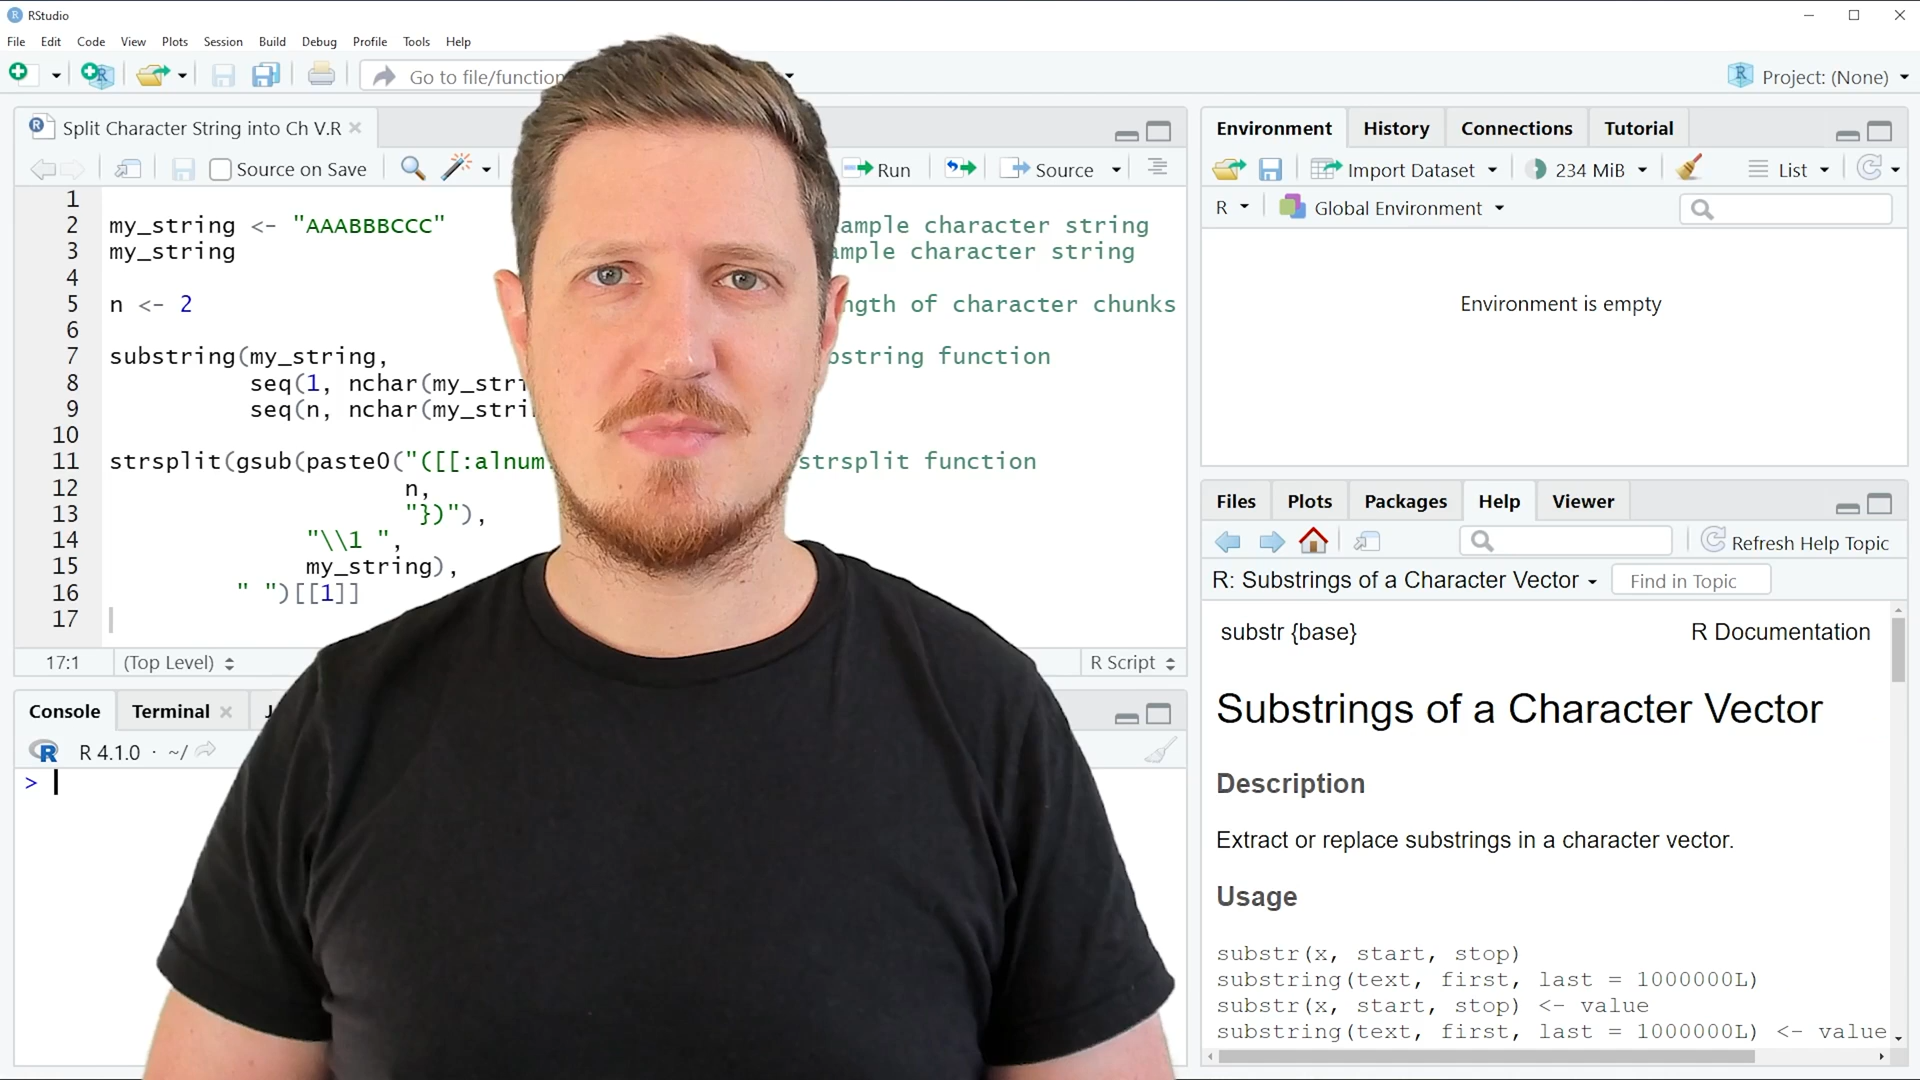 RStudio
File Edit Code View Plots Session Build Debug Profile Tools Help
Go to file/function
Project: (None)
Split Character String into Ch V.R
Source on Save
Run
Source
1
2 my_string <- "AAABBBCCC" character string
3 my_string character string
4
5 n <- 2 of character chunks
6
7 substring(my_string, function
8 seq(1, nchar(my_stri
9 seq(n, nchar(my_stri
10
11 strsplit(gsub(paste0("([[:alnum: strsplit function
12 n,
13 "})"),
14 "\\1 ",
15 my_string),
16 " ")[[1]]
17
17:1 (Top Level) R Script
Console Terminal
R 4.1.0 · ~/
>
Environment History Connections Tutorial
Import Dataset 234 MiB List
R Global Environment
Environment is empty
Files Plots Packages Help Viewer
Refresh Help Topic
R: Substrings of a Character Vector Find in Topic
substr {base} R Documentation
Substrings of a Character Vector
Description
Extract or replace substrings in a character vector.
Usage
substr(x, start, stop)
substring(text, first, last = 1000000L)
substr(x, start, stop) <- value
substring(text, first, last = 1000000L) <- value